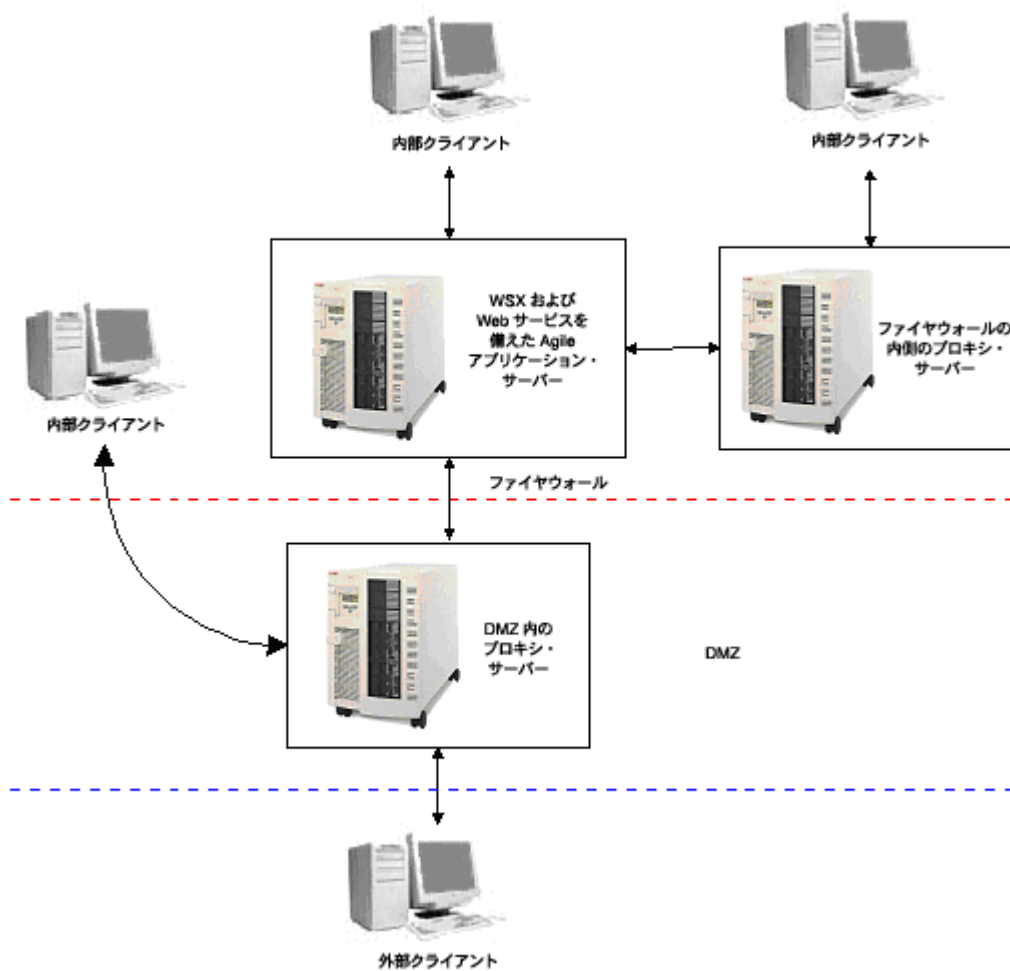 内部クライアント
内部クライアント
WSX および
Web サービスを
備えた Agile
アプリケーション・
サーバー
ファイヤウォールの
内側のプロキシ・
サーバー
内部クライアント
ファイヤウォール
DMZ 内の
プロキシ・
サーバー
DMZ
外部クライアント